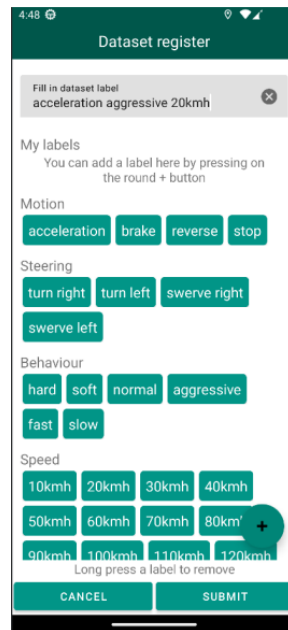 4:48
Dataset register
Fill in dataset label
acceleration aggressive 20kmh
My labels
You can add a label here by pressing on
the round + button
Motion
acceleration brake reverse stop
Steering
turn right turn left swerve right
swerve left
Behaviour
hard soft normal aggressive
fast slow
Speed
10kmh 20kmh 30kmh 40kmh
50kmh 60kmh 70kmh +
90kmh 100kmh 110kmh 120kmh
Long press a label to remove
CANCEL SUBMIT